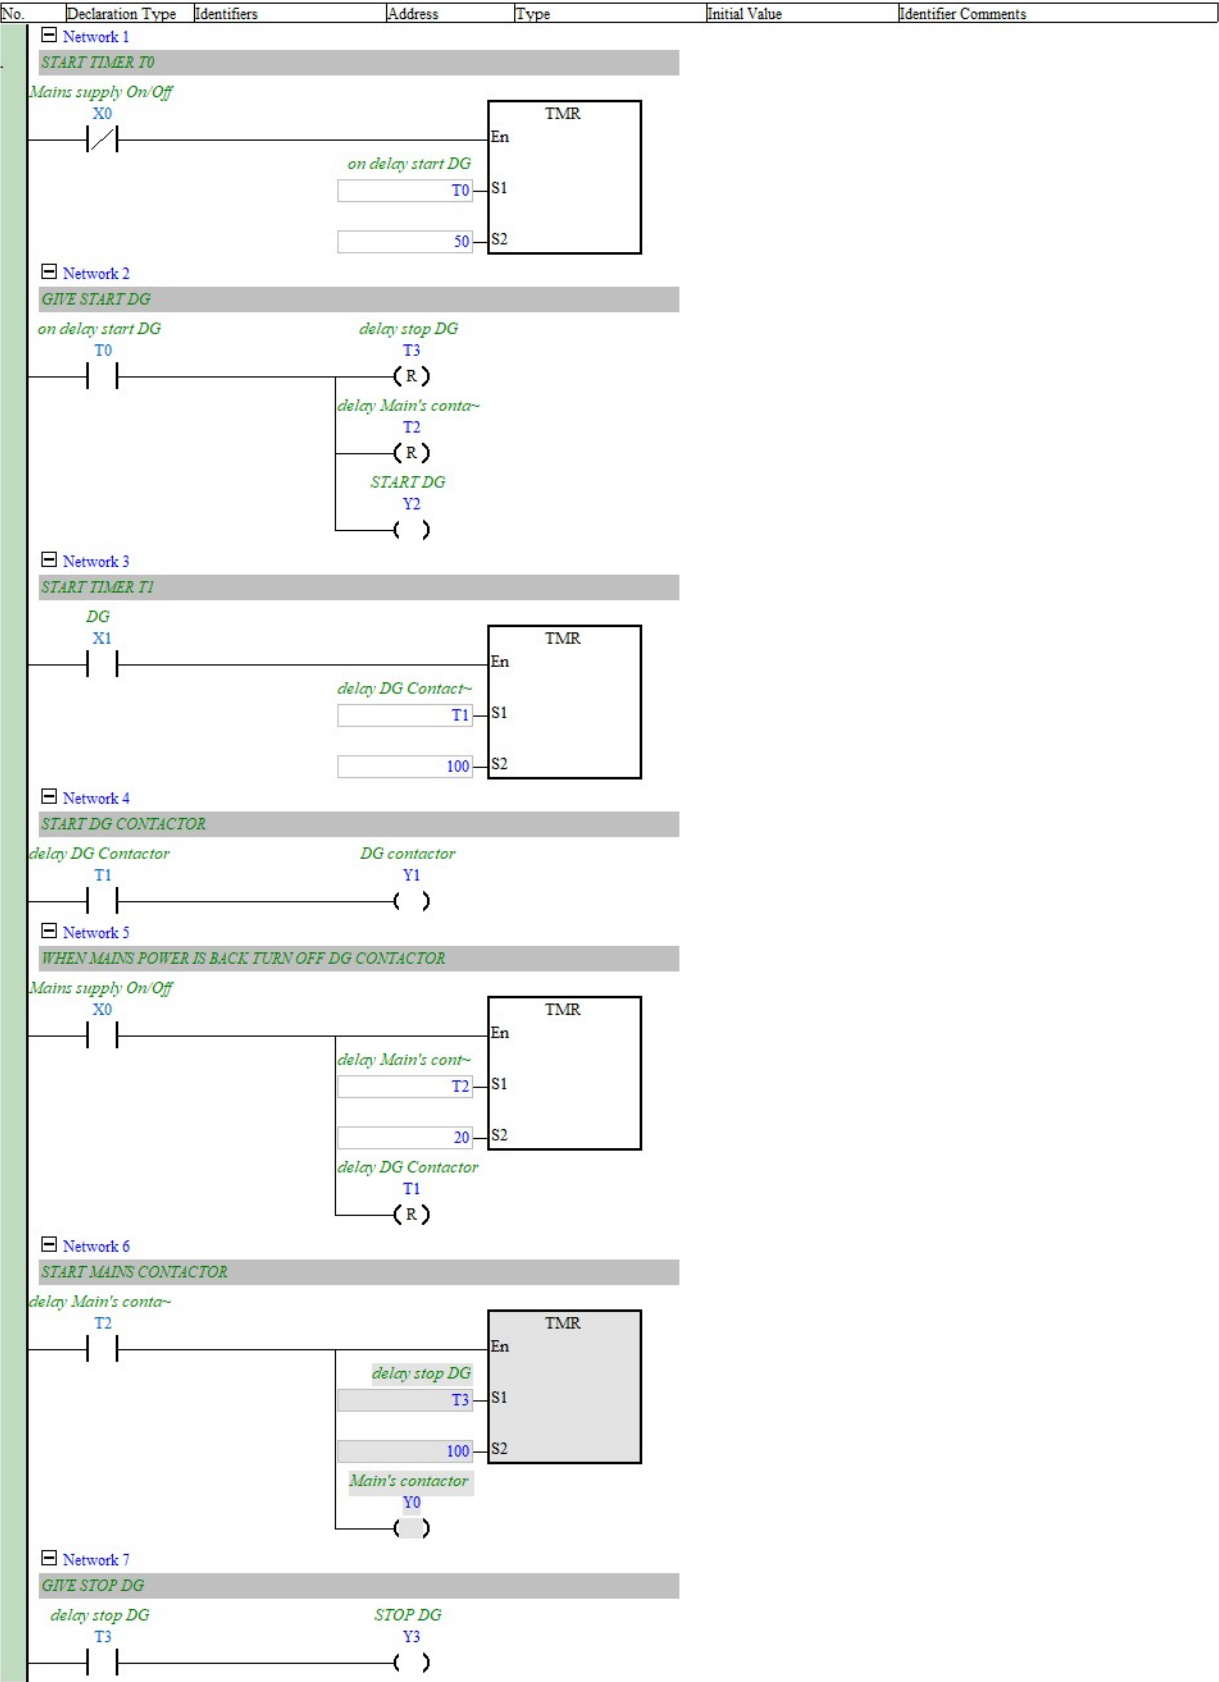 No. Declaration Type Identifiers Address Type Initial Value Identifier Comments
Network 1
START TIMER T0
Mains supply On/Off
X0 TMR
En
on delay start DG
T0 S1
50 S2
Network 2
GIVE START DG
on delay start DG delay stop DG
T0 T3
( R )
delay Main's conta~
T2
( R )
START DG
Y2
( )
Network 3
START TIMER T1
DG
X1 TMR
En
delay DG Contact~
T1 S1
100 S2
Network 4
START DG CONTACTOR
delay DG Contactor DG contactor
T1 Y1
( )
Network 5
WHEN MAINS POWER IS BACK TURN OFF DG CONTACTOR
Mains supply On/Off
X0 TMR
En
delay Main's cont~
T2 S1
20 S2
delay DG Contactor
T1
( R )
Network 6
START MAINS CONTACTOR
delay Main's conta~
T2 TMR
En
delay stop DG
T3 S1
100 S2
Main's contactor
Y0
( )
Network 7
GIVE STOP DG
delay stop DG STOP DG
T3 Y3
( )